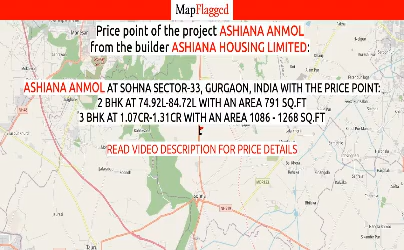 MapFlagged
Price point of the project ASHIANA ANMOL
from the builder ASHIANA HOUSING LIMITED:
ASHIANA ANMOL AT SOHNA SECTOR-33, GURGAON, INDIA WITH THE PRICE POINT:
2 BHK AT 74.92L-84.72L WITH AN AREA 791 SQ.FT
3 BHK AT 1.07CR-1.31CR WITH AN AREA 1086 - 1268 SQ.FT
READ VIDEO DESCRIPTION FOR PRICE DETAILS
Sohna
Tauru